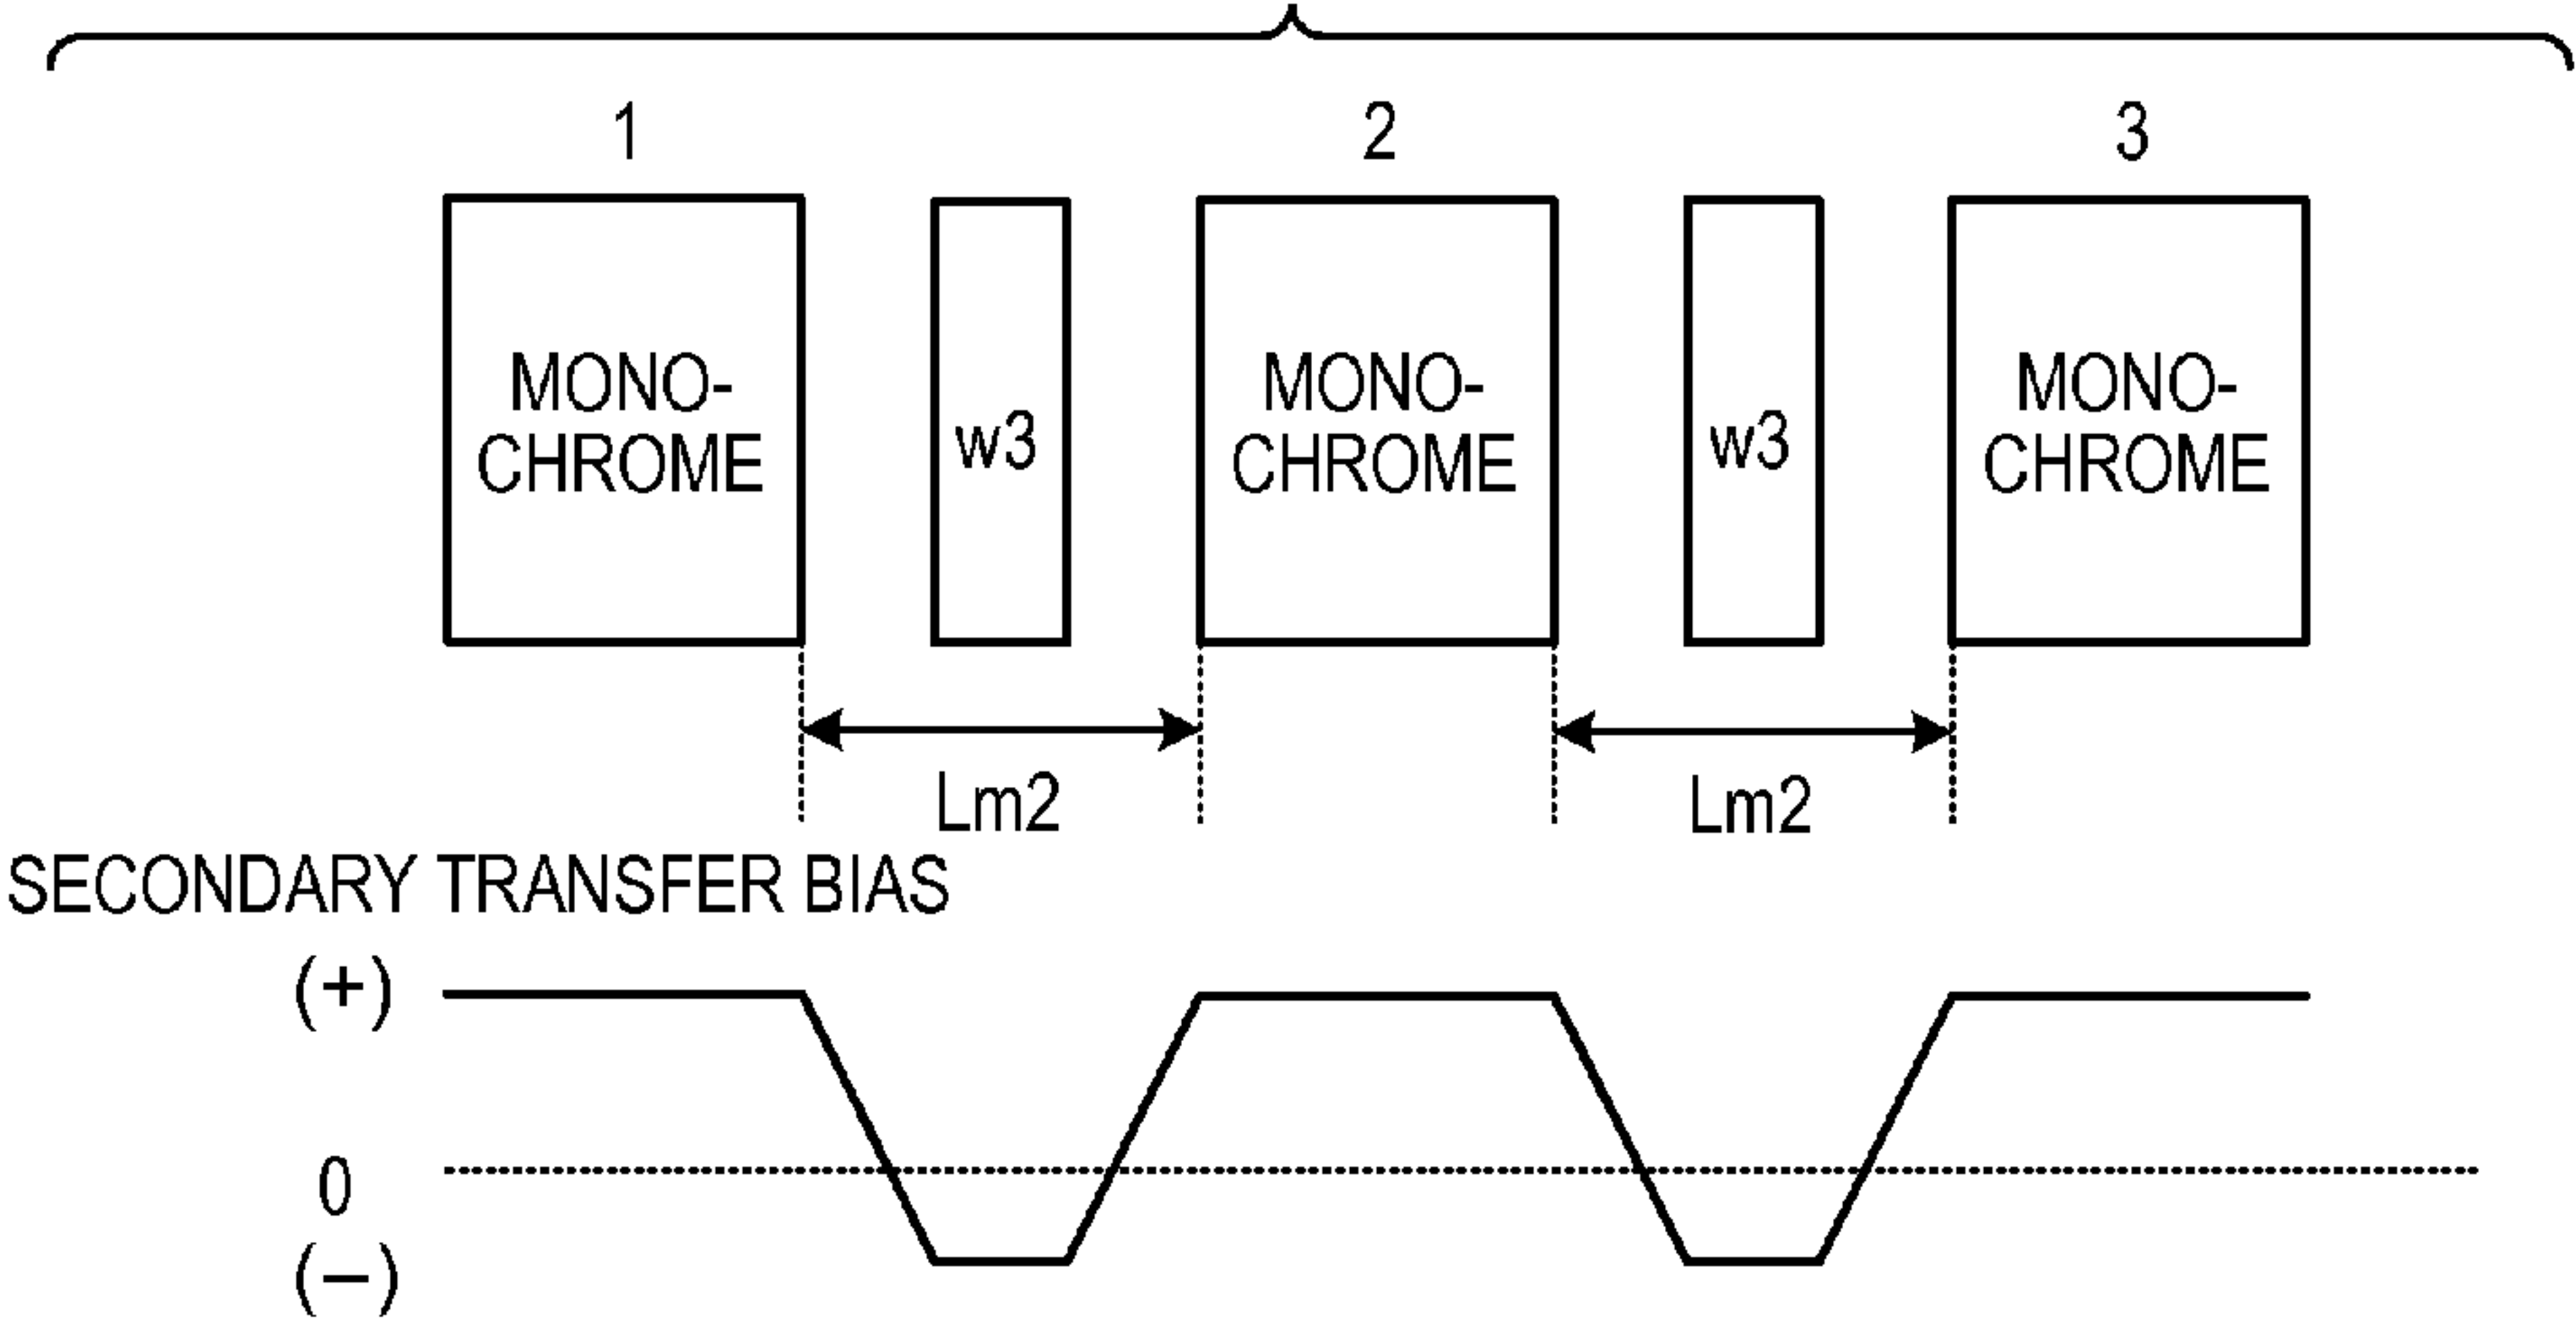 1 2 3
MONO-
CHROME
w3
MONO-
CHROME
w3
MONO-
CHROME
Lm2 Lm2
SECONDARY TRANSFER BIAS
(+)
0
(−)